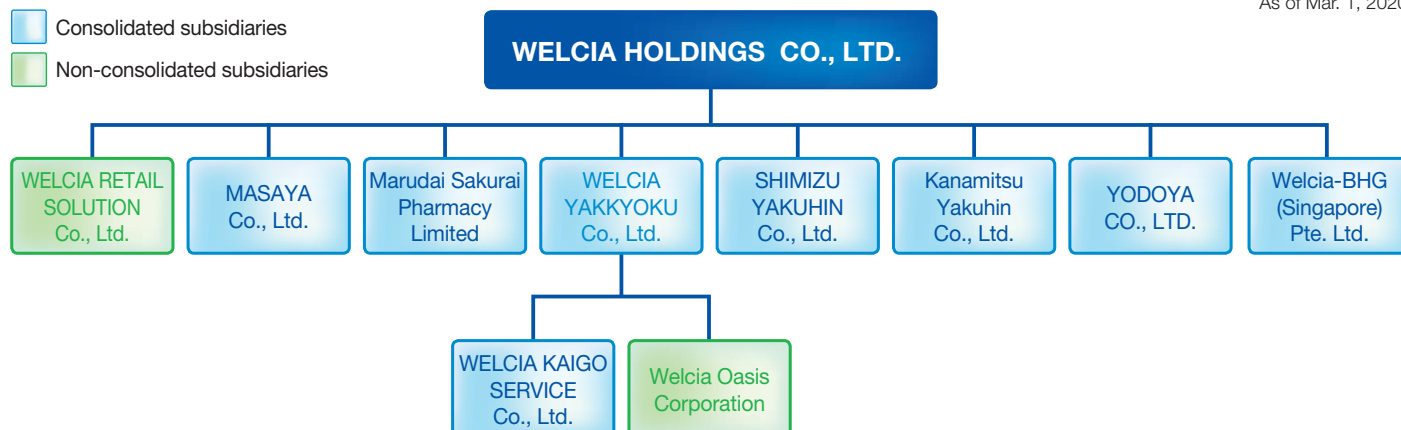 As of Mar. 1, 2020
Consolidated subsidiaries
Non-consolidated subsidiaries
WELCIA HOLDINGS CO., LTD.
WELCIA RETAIL
SOLUTION
Co., Ltd.
MASAYA
Co., Ltd.
Marudai Sakurai
Pharmacy
Limited
WELCIA
YAKKYOKU
Co., Ltd.
SHIMIZU
YAKUHIN
Co., Ltd.
Kanamitsu
Yakuhin
Co., Ltd.
YODOYA
CO., LTD.
Welcia-BHG
(Singapore)
Pte. Ltd.
WELCIA KAIGO
SERVICE
Co., Ltd.
Welcia Oasis
Corporation